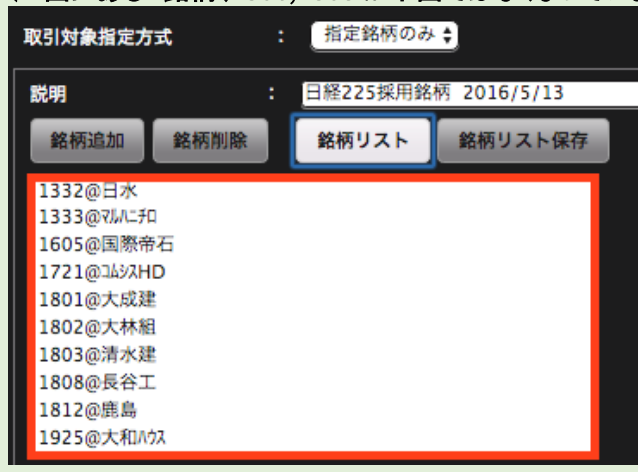 取引対象指定方式 : 指定銘柄のみ
説明 : 日経225採用銘柄 2016/5/13
銘柄追加 銘柄削除 銘柄リスト 銘柄リスト保存
1332@日水
1333@ﾏﾙﾊﾆﾁﾛ
1605@国際帝石
1721@ｺﾑｼｽHD
1801@大成建
1802@大林組
1803@清水建
1808@長谷工
1812@鹿島
1925@大和ﾊｳｽ